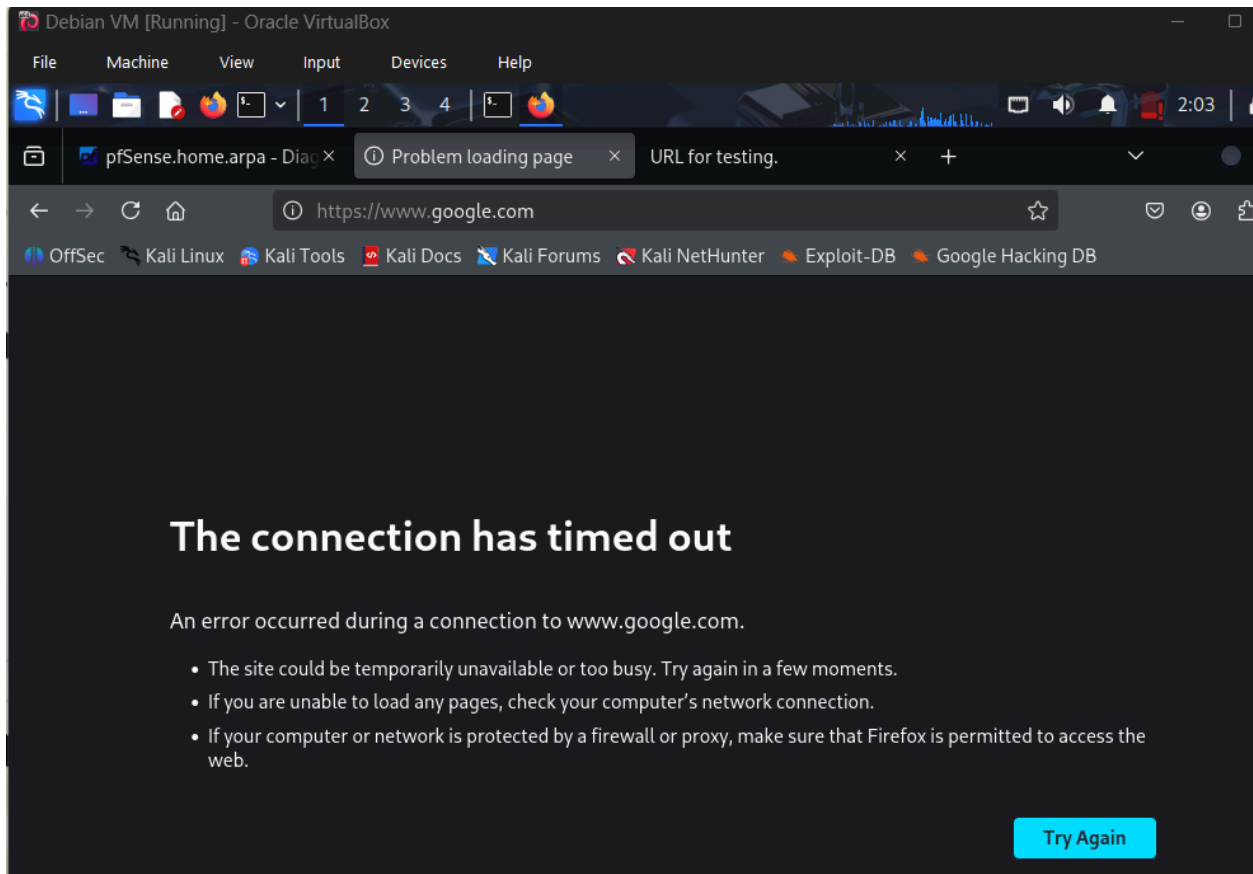 Debian VM [Running] - Oracle VirtualBox
File Machine View Input Devices Help
1 2 3 4 2:03
pfSense.home.arpa - Diag Problem loading page URL for testing.
https://www.google.com
OffSec Kali Linux Kali Tools Kali Docs Kali Forums Kali NetHunter Exploit-DB Google Hacking DB
The connection has timed out
An error occurred during a connection to www.google.com.
• The site could be temporarily unavailable or too busy. Try again in a few moments.
• If you are unable to load any pages, check your computer’s network connection.
• If your computer or network is protected by a firewall or proxy, make sure that Firefox is permitted to access the
web.
Try Again